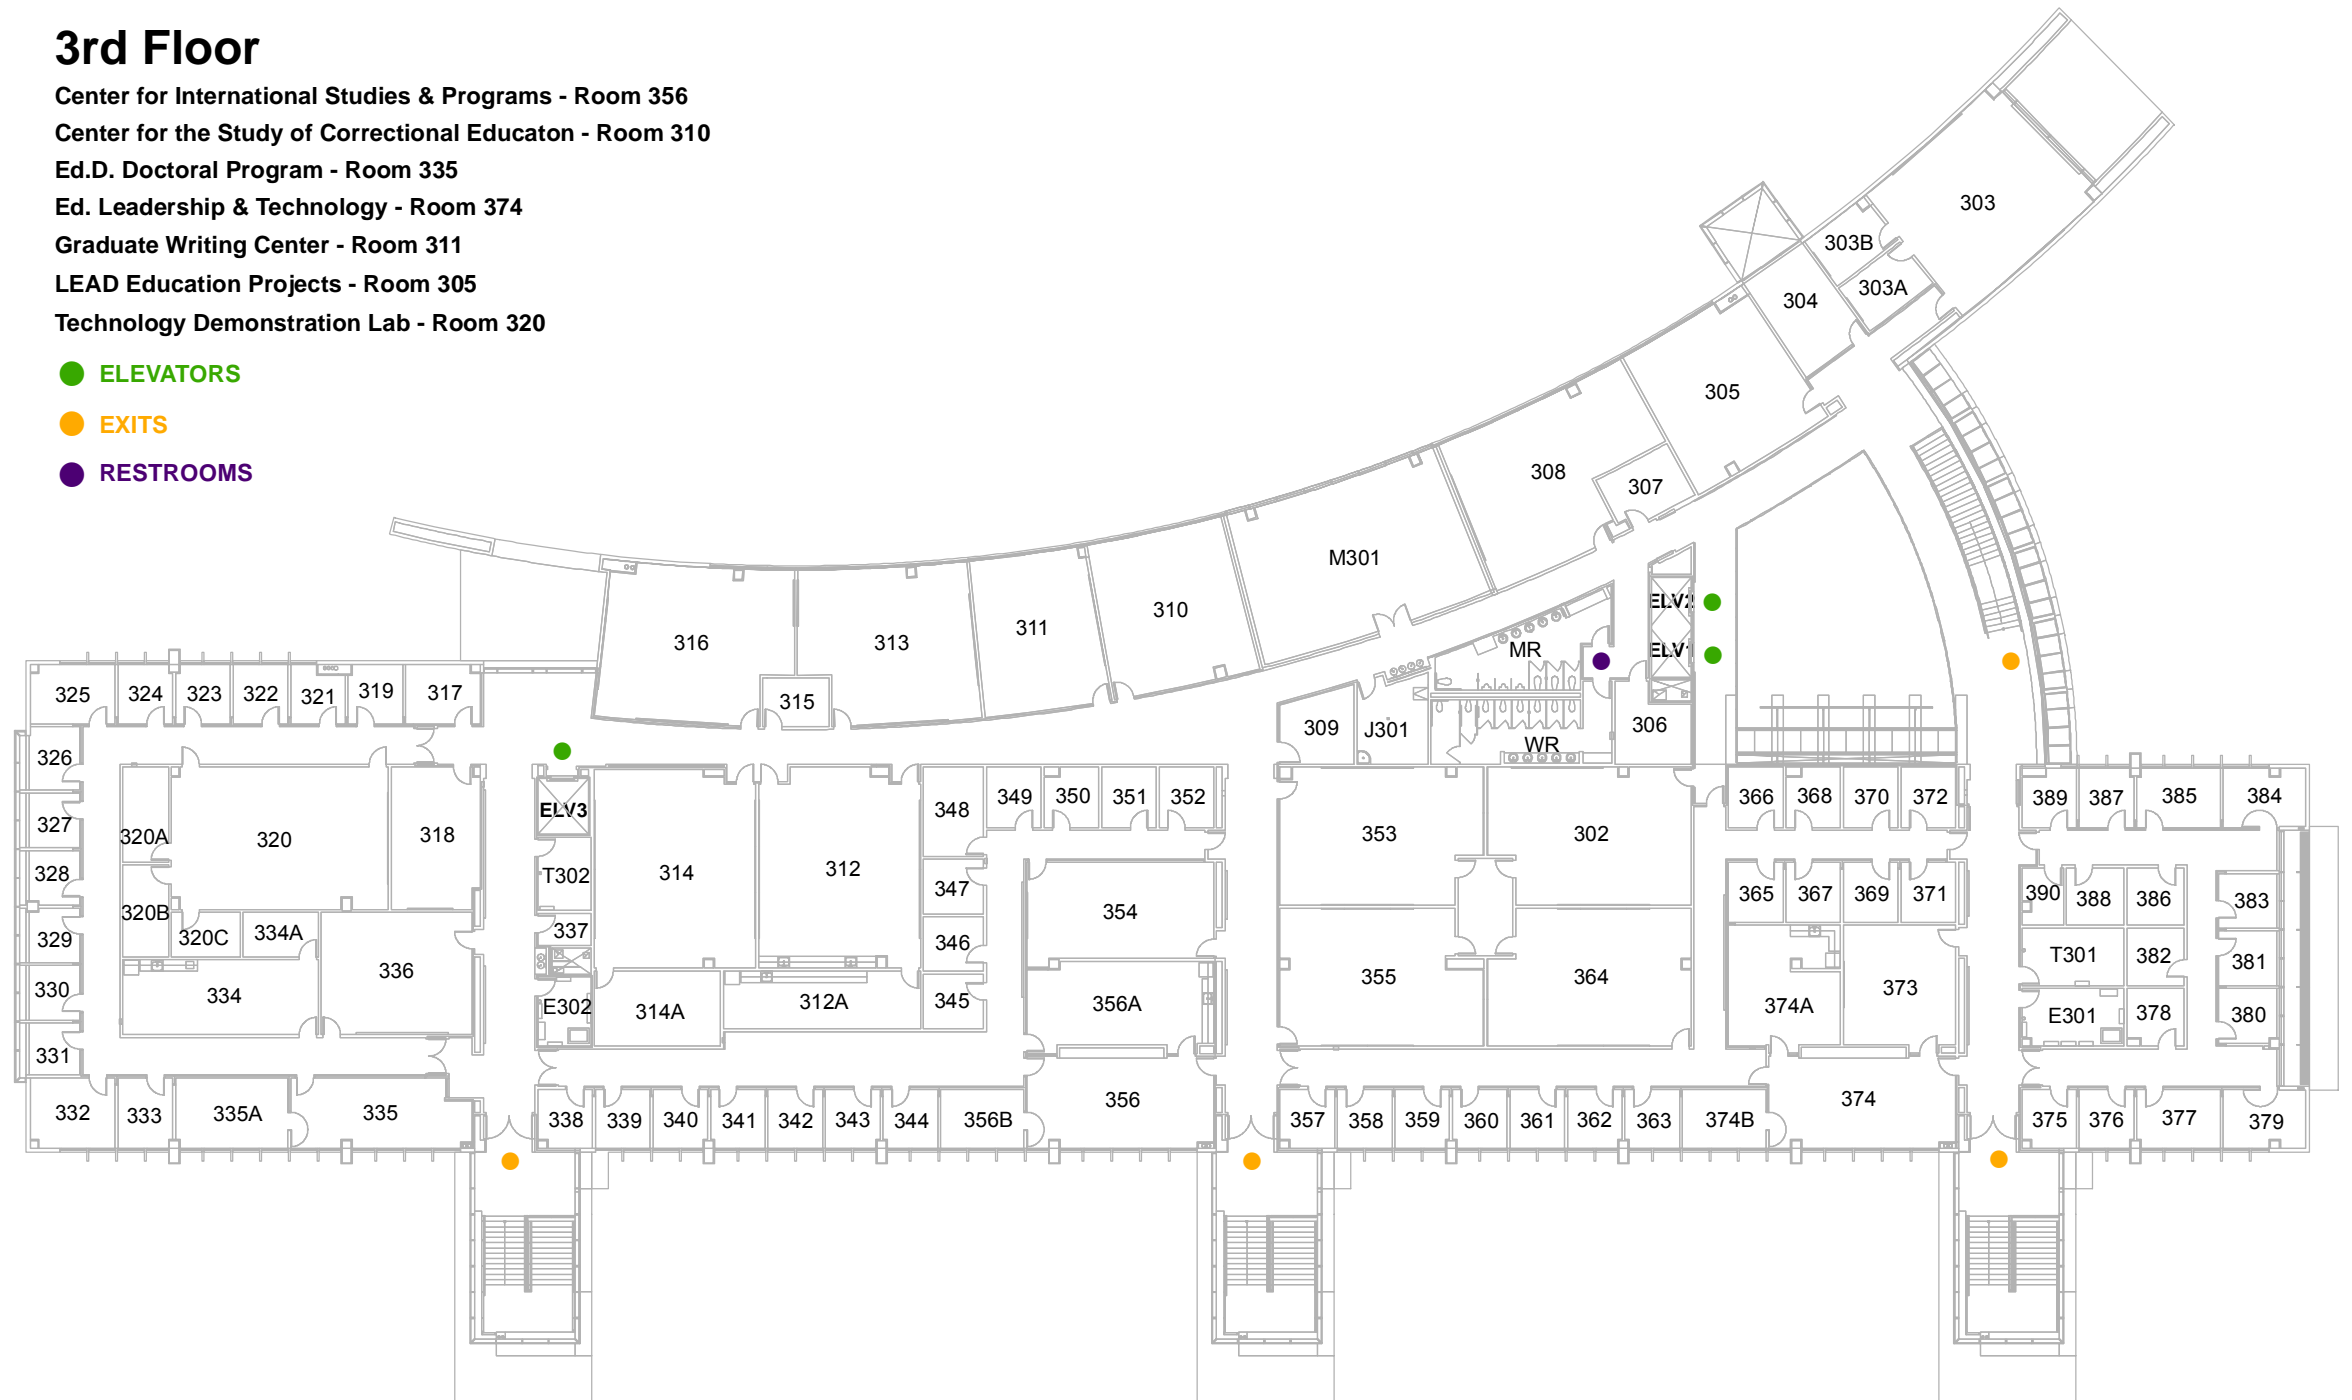 3rd Floor
Center for International Studies & Programs - Room 356
Center for the Study of Correctional Educaton - Room 310
Ed.D. Doctoral Program - Room 335
Ed. Leadership & Technology - Room 374
Graduate Writing Center - Room 311
LEAD Education Projects - Room 305
Technology Demonstration Lab - Room 320
ELEVATORS
EXITS
RESTROOMS
303
303B
303A
304
305
308
307
M301
310
311
313
316
315
ELV2
ELV1
MR
WR
306
309
J301
325
324
323
322
321
319
317
326
327
328
329
330
331
320A
320
318
320B
320C
334A
334
336
332
333
335A
335
ELV3
T302
337
E302
314
312
314A
312A
348
347
346
345
349
350
351
352
354
356A
356
338
339
340
341
342
343
344
356B
353
302
355
364
357
358
359
360
361
362
363
374B
374
366
368
370
372
365
367
369
371
374A
373
389
387
385
384
390
388
386
383
T301
382
381
E301
378
380
375
376
377
379